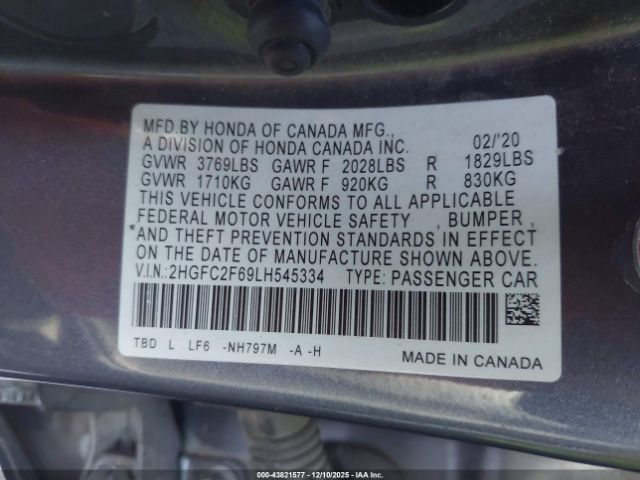 MFD.BY HONDA OF CANADA MFG., 02/'20
A DIVISION OF HONDA CANADA INC.
GVWR 3769LBS GAWR F 2028LBS R 1829LBS
GVWR 1710KG GAWR F 920KG R 830KG
THIS VEHICLE CONFORMS TO ALL APPLICABLE
FEDERAL MOTOR VEHICLE SAFETY , BUMPER ,
AND THEFT PREVENTION STANDARDS IN EFFECT
ON THE DATE OF MANUFACTURE SHOWN ABOVE.
V.I.N.:2HGFC2F69LH545334 TYPE: PASSENGER CAR
TBD L LF6 -NH797M -A -H
MADE IN CANADA
000-43821577 - 12/10/2025 - IAA Inc.